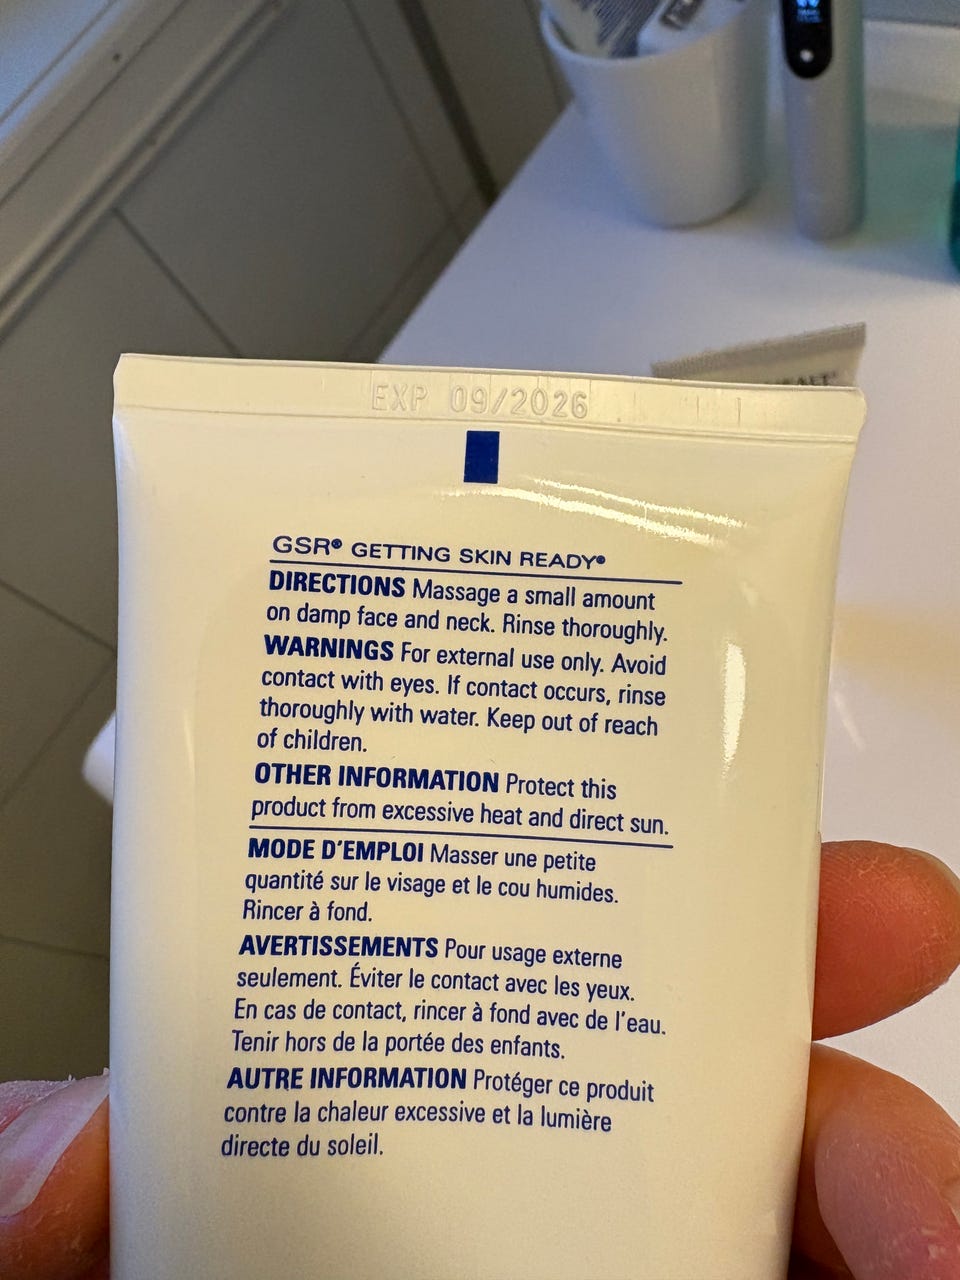 EXP 09/2026
GSR® GETTING SKIN READY®
DIRECTIONS Massage a small amount
on damp face and neck. Rinse thoroughly.
WARNINGS For external use only. Avoid
contact with eyes. If contact occurs, rinse
thoroughly with water. Keep out of reach
of children.
OTHER INFORMATION Protect this
product from excessive heat and direct sun.
MODE D'EMPLOI Masser une petite
quantité sur le visage et le cou humides.
Rincer à fond.
AVERTISSEMENTS Pour usage externe
seulement. Éviter le contact avec les yeux.
En cas de contact, rincer à fond avec de l'eau.
Tenir hors de la portée des enfants.
AUTRE INFORMATION Protéger ce produit
contre la chaleur excessive et la lumière
directe du soleil.